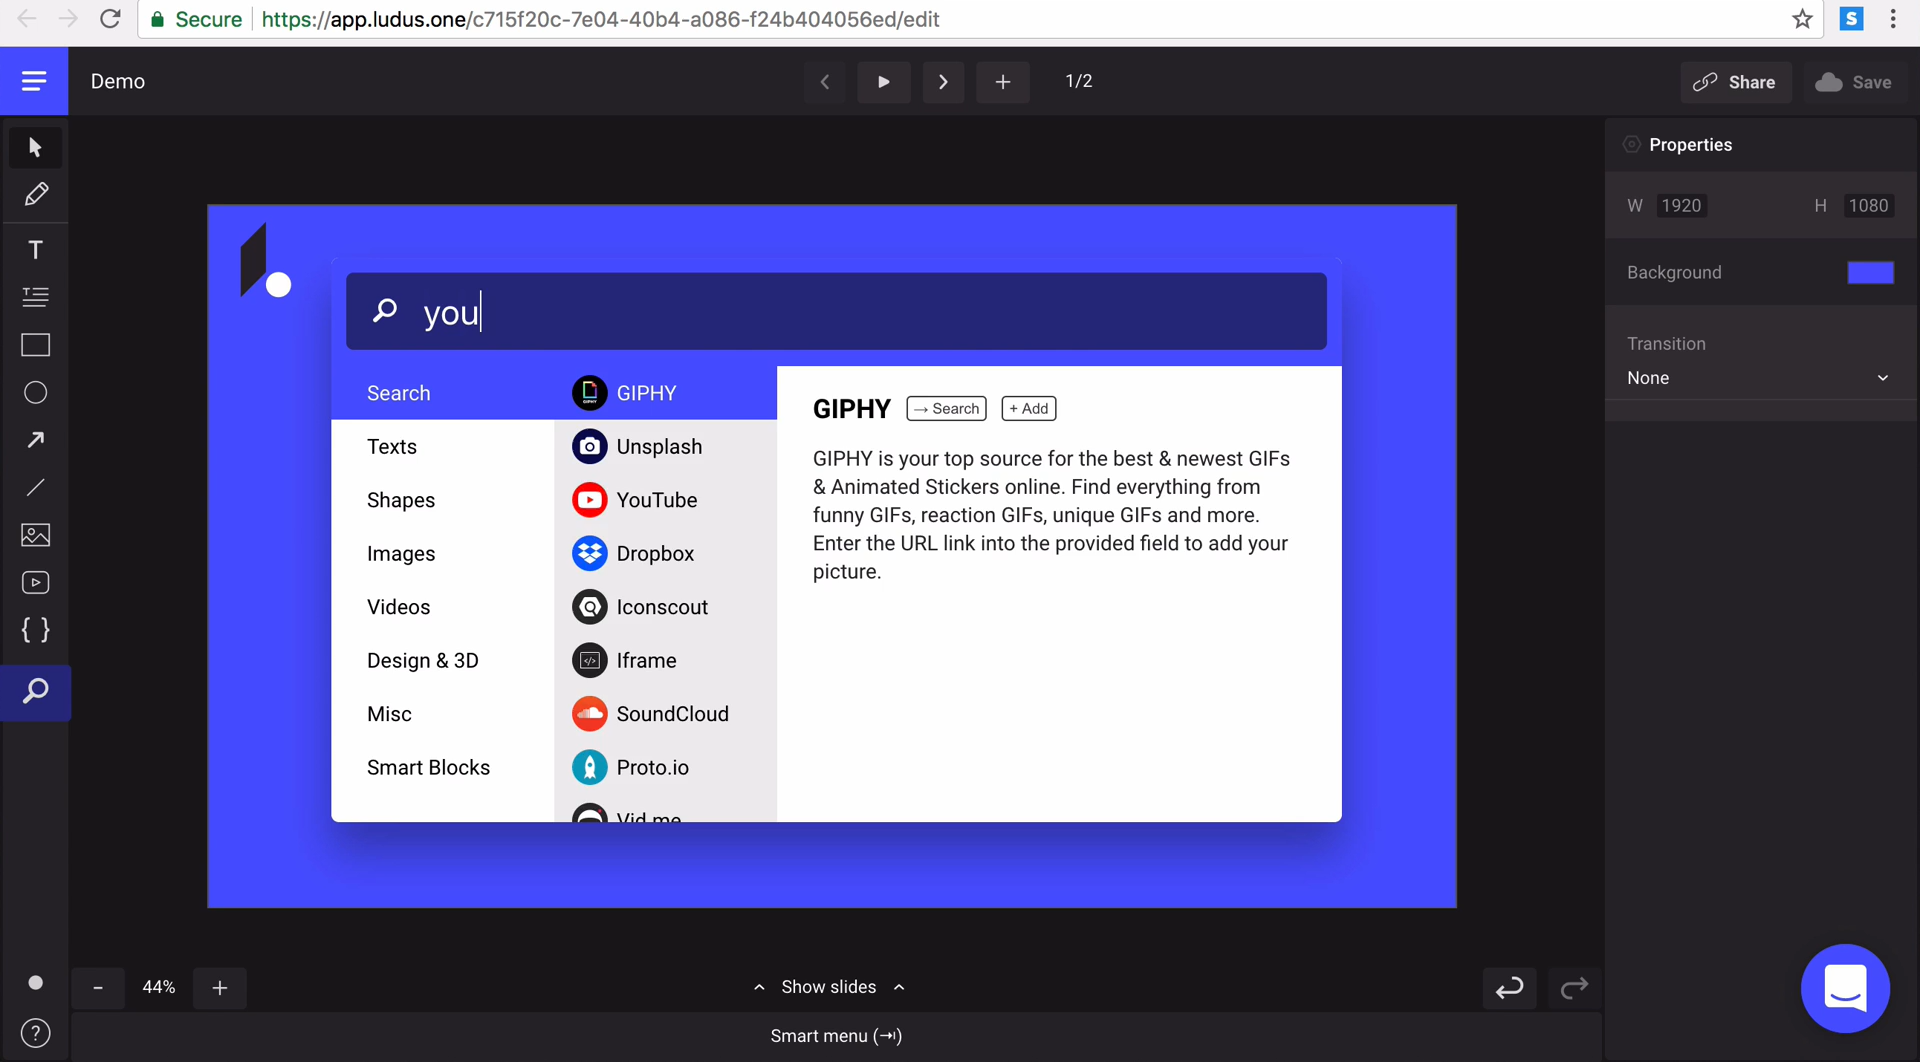 Secure
https://app.ludus.one/c715f20c-7e04-40b4-a086-f24b404056ed/edit
S
Demo
1/2
Share
Save
Properties
W 1920 H 1080
Background
Transition
None
T
you
Search
Texts
Shapes
Images
Videos
Design & 3D
Misc
Smart Blocks
GIPHY
Unsplash
YouTube
Dropbox
Iconscout
Iframe
SoundCloud
Proto.io
Vid.me
GIPHY → Search + Add
GIPHY is your top source for the best & newest GIFs
& Animated Stickers online. Find everything from
funny GIFs, reaction GIFs, unique GIFs and more.
Enter the URL link into the provided field to add your
picture.
- 44% +
Show slides
Smart menu (⇥)